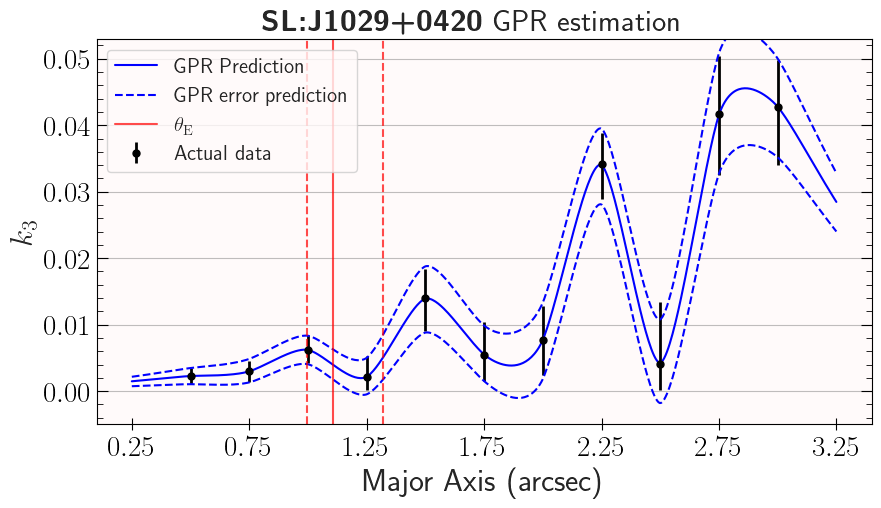 SL:J1029+0420 GPR estimation
GPR Prediction
GPR error prediction
θ_E
Actual data
0.05
0.04
0.03
0.02
0.01
0.00
k_3
0.25 0.75 1.25 1.75 2.25 2.75 3.25
Major Axis (arcsec)